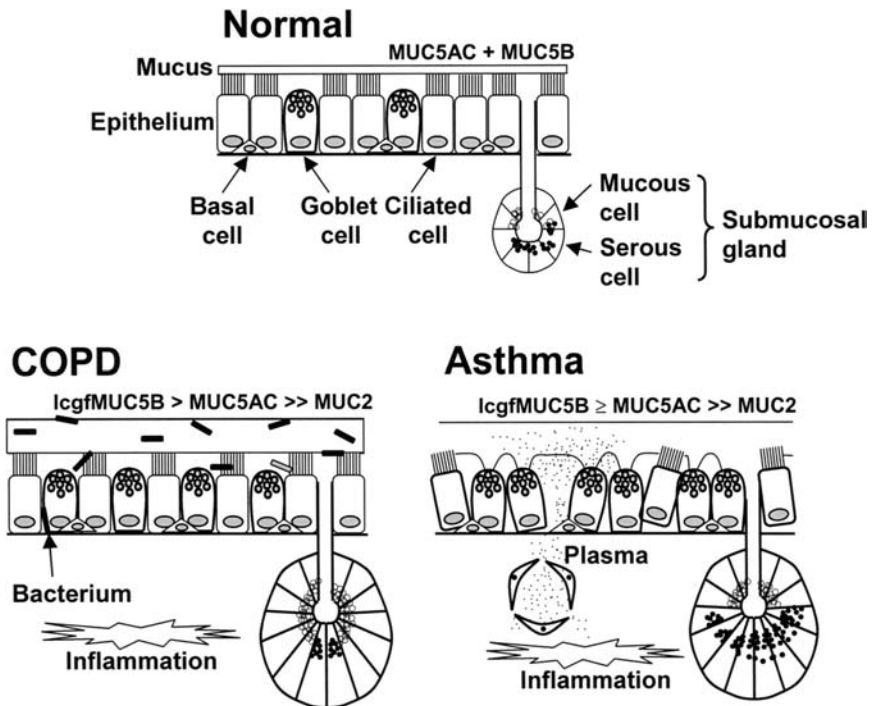 Normal
MUC5AC + MUC5B
Mucus
Epithelium
Basal
cell
Goblet
cell
Ciliated
cell
Mucous
cell
Serous
cell
Submucosal
gland
COPD
lcgfMUC5B > MUC5AC >> MUC2
Bacterium
Inflammation
Asthma
lcgfMUC5B ≥ MUC5AC >> MUC2
Plasma
Inflammation